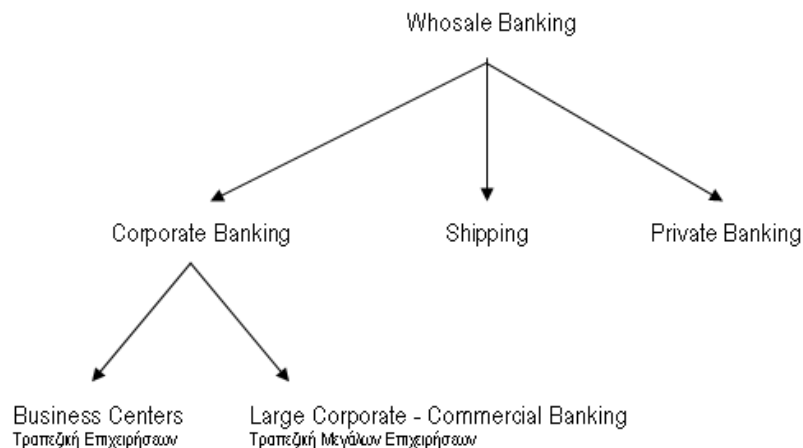 Whosale Banking
Corporate Banking
Shipping
Private Banking
Business Centers
Τραπεζική Επιχειρήσεων
Large Corporate - Commercial Banking
Τραπεζική Μεγάλων Επιχειρήσεων